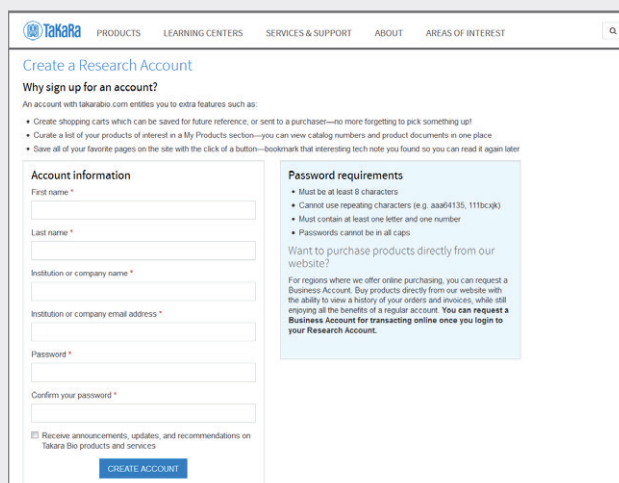 TaKaRa
PRODUCTS LEARNING CENTERS SERVICES & SUPPORT ABOUT AREAS OF INTEREST
Create a Research Account
Why sign up for an account?
An account with takarabio.com entitles you to extra features such as:
• Create shopping carts which can be saved for future reference, or sent to a purchaser—no more forgetting to pick something up!
• Curate a list of your products of interest in a My Products section—you can view catalog numbers and product documents in one place
• Save all of your favorite pages on the site with the click of a button—bookmark that interesting tech note you found so you can read it again later
Account information
First name *
Last name *
Institution or company name *
Institution or company email address *
Password *
Confirm your password *
Receive announcements, updates, and recommendations on
Takara Bio products and services
CREATE ACCOUNT
Password requirements
• Must be at least 8 characters
• Cannot use repeating characters (e.g. aaa64135, 111bcxjk)
• Must contain at least one letter and one number
• Passwords cannot be in all caps
Want to purchase products directly from our
website?
For regions where we offer online purchasing, you can request a
Business Account. Buy products directly from our website with
the ability to view a history of your orders and invoices, while still
enjoying all the benefits of a regular account. You can request a
Business Account for transacting online once you login to
your Research Account.